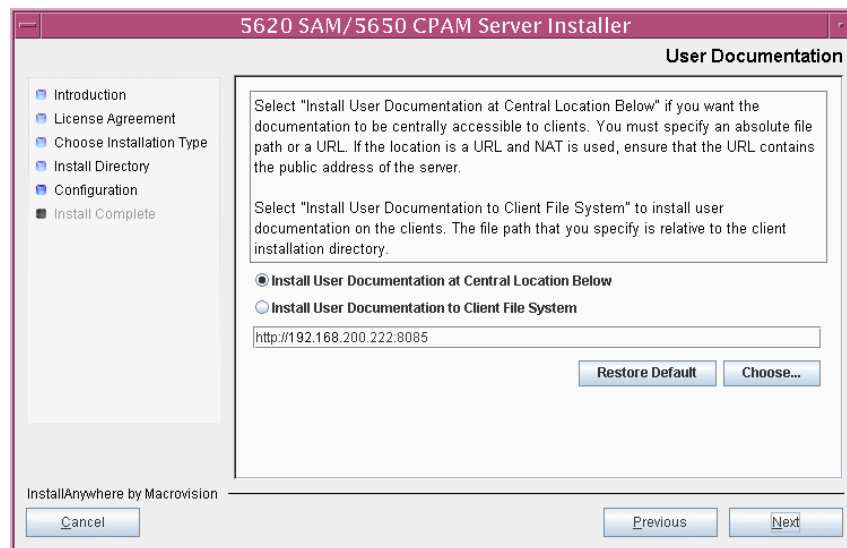 5620 SAM/5650 CPAM Server Installer
User Documentation
Introduction
License Agreement
Choose Installation Type
Install Directory
Configuration
Install Complete
Select "Install User Documentation at Central Location Below" if you want the
documentation to be centrally accessible to clients. You must specify an absolute file
path or a URL. If the location is a URL and NAT is used, ensure that the URL contains
the public address of the server.
Select "Install User Documentation to Client File System" to install user
documentation on the clients. The file path that you specify is relative to the client
installation directory.
Install User Documentation at Central Location Below
Install User Documentation to Client File System
http://192.168.200.222:8085
Restore Default
Choose...
InstallAnywhere by Macrovision
Cancel
Previous
Next